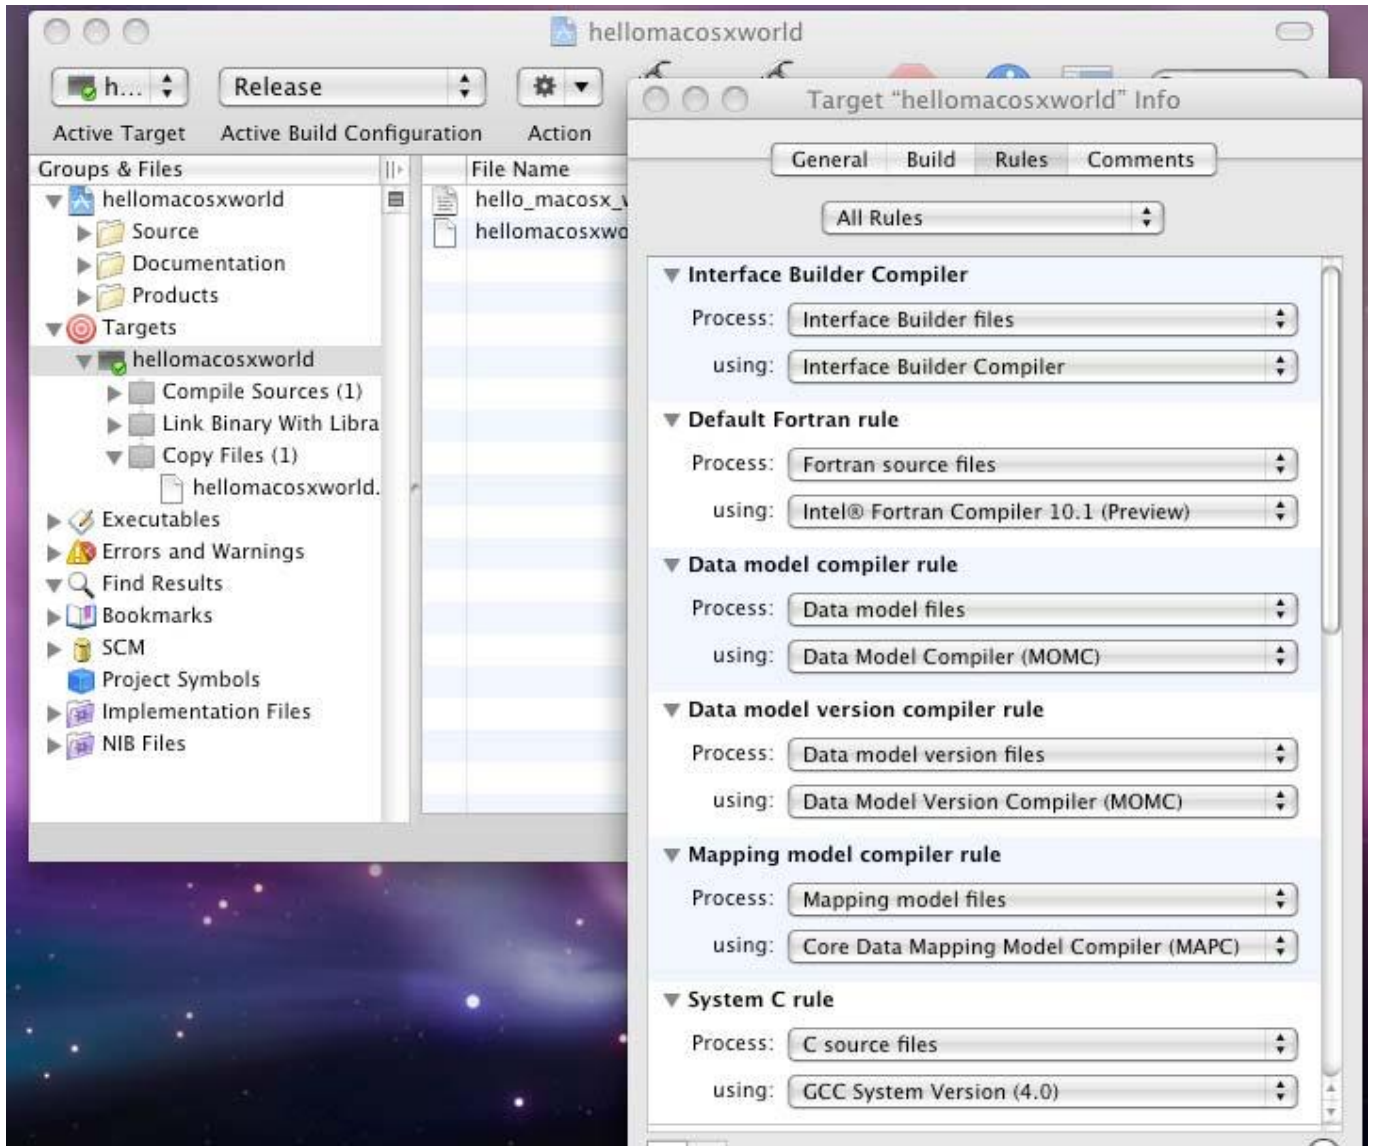 hellomacosxworld
h...
Release
Active Target
Active Build Configuration
Action
Groups & Files
File Name
hellomacosxworld
hello_macosx_
Source
Documentation
Products
Targets
hellomacosxworld
Compile Sources (1)
Link Binary With Libra
Copy Files (1)
hellomacosxworld.
Executables
Errors and Warnings
Find Results
Bookmarks
SCM
Project Symbols
Implementation Files
NIB Files
hellomacosxwo
Target “hellomacosxworld” Info
General Build Rules Comments
All Rules
Interface Builder Compiler
Process: Interface Builder files
using: Interface Builder Compiler
Default Fortran rule
Process: Fortran source files
using: Intel® Fortran Compiler 10.1 (Preview)
Data model compiler rule
Process: Data model files
using: Data Model Compiler (MOMC)
Data model version compiler rule
Process: Data model version files
using: Data Model Version Compiler (MOMC)
Mapping model compiler rule
Process: Mapping model files
using: Core Data Mapping Model Compiler (MAPC)
System C rule
Process: C source files
using: GCC System Version (4.0)